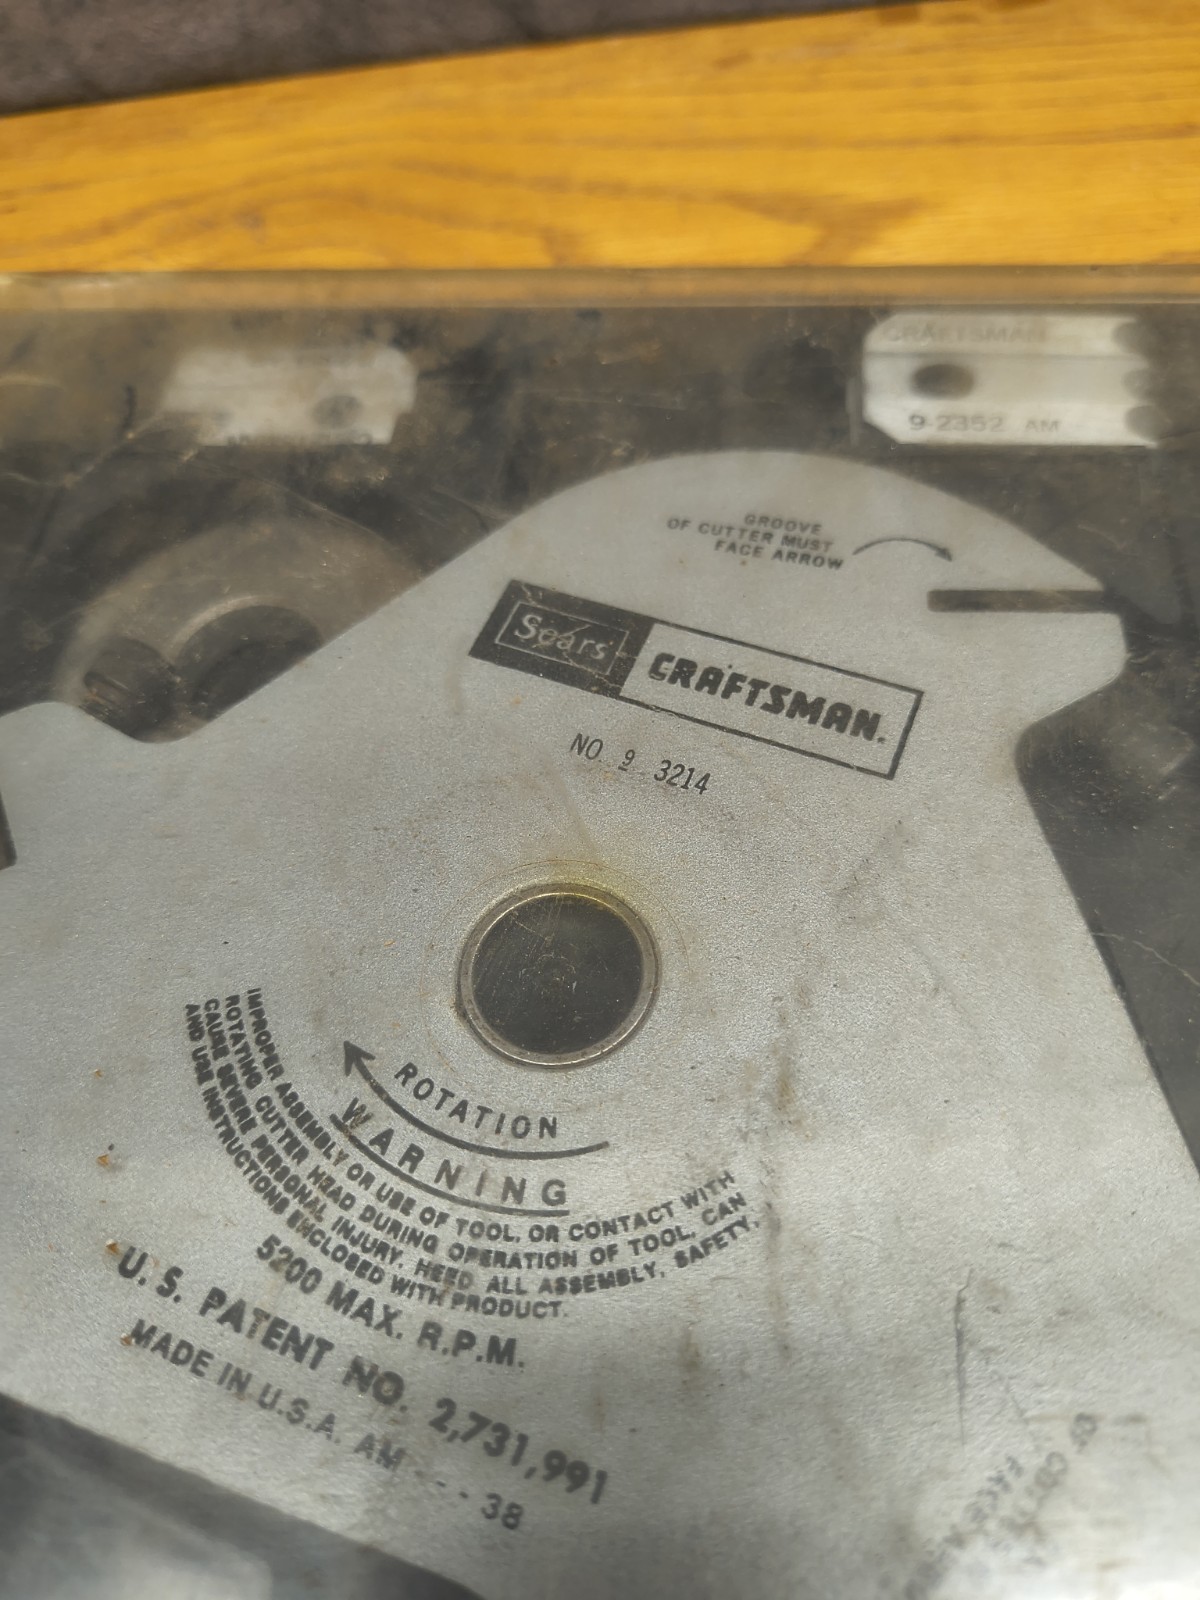 CRAFTSMAN
9-2352 AM
GROOVE
OF CUTTER MUST
FACE ARROW
Sears
CRAFTSMAN.
NO. 9 3214
ROTATION
WARNING
IMPROPER ASSEMBLY OR USE OF TOOL, OR CONTACT WITH
ROTATING CUTTER HEAD DURING OPERATION OF TOOL, CAN
CAUSE SEVERE PERSONAL INJURY. HEED ALL ASSEMBLY, SAFETY,
AND USE INSTRUCTIONS ENCLOSED WITH PRODUCT.
5200 MAX. R.P.M.
U.S. PATENT NO. 2,731,991
MADE IN U.S.A. AM - - - 38